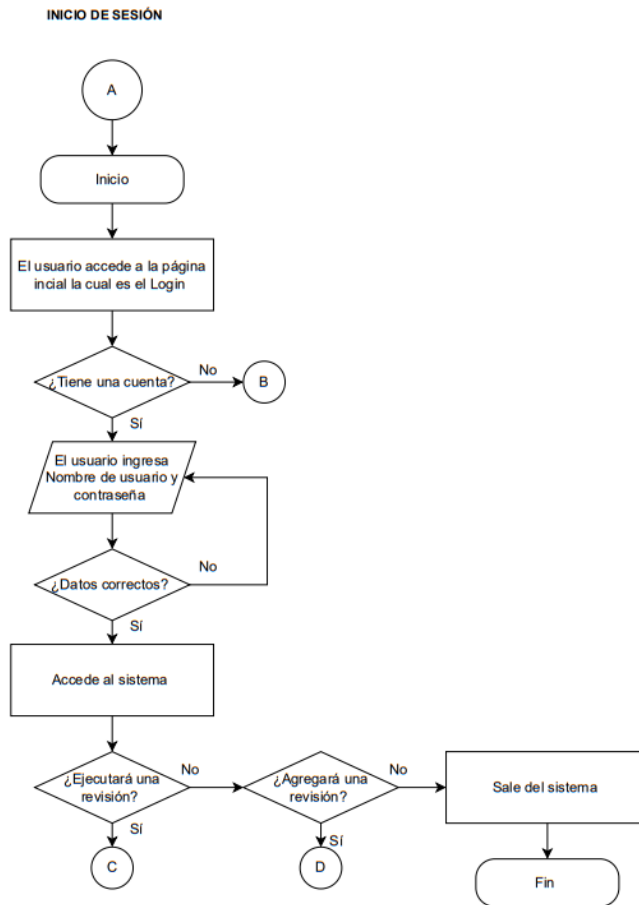 INICIO DE SESIÓN
A
Inicio
El usuario accede a la página
incial la cual es el Login
¿Tiene una cuenta?
No
B
Sí
El usuario ingresa
Nombre de usuario y
contraseña
¿Datos correctos?
No
Sí
Accede al sistema
¿Ejecutará una
revisión?
No
¿Agregará una
revisión?
No
Sale del sistema
Sí
Sí
C
D
Fin